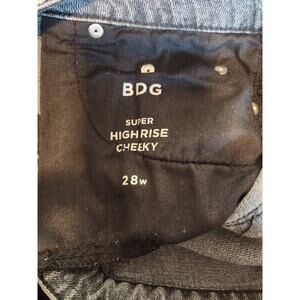 BDG
SUPER
HIGH RISE
CHEEKY
28W